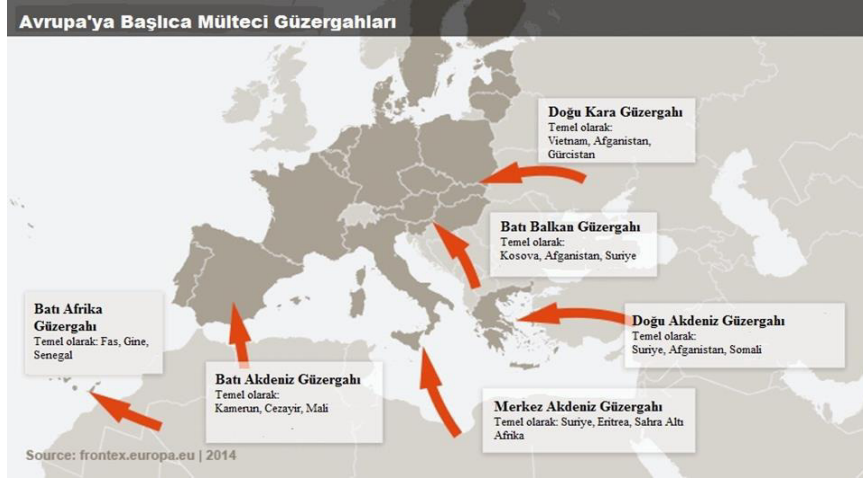 Avrupa'ya Başlıca Mülteci Güzergahları
Doğu Kara Güzergahı
Temel olarak:
Vietnam, Afganistan,
Gürcistan
Batı Balkan Güzergahı
Temel olarak:
Kosova, Afganistan, Suriye
Batı Afrika
Güzergahı
Temel olarak: Fas, Gine,
Senegal
Doğu Akdeniz Güzergahı
Temel olarak:
Suriye, Afganistan, Somali
Batı Akdeniz Güzergahı
Temel olarak:
Kamerun, Cezayir, Mali
Merkez Akdeniz Güzergahı
Temel olarak: Suriye, Eritrea, Sahra Altı
Afrika
Source: frontex.europa.eu | 2014